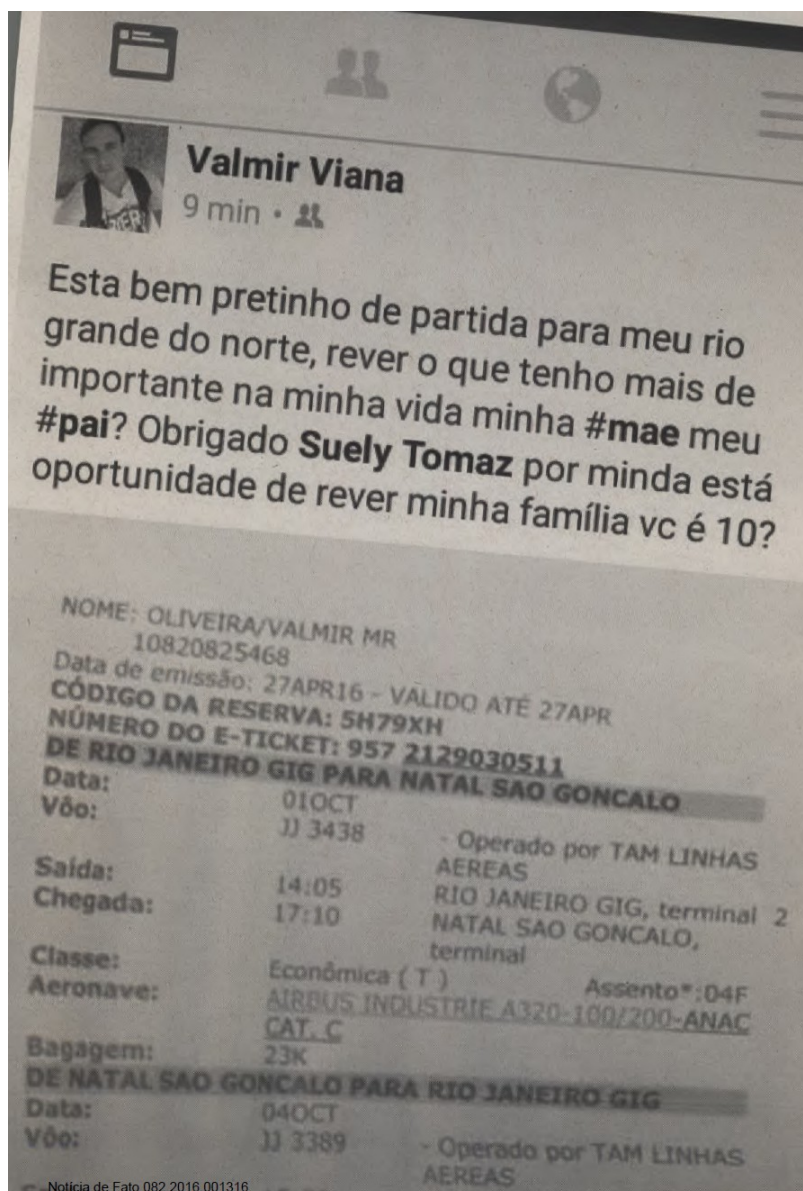 Valmir Viana
9 min
Esta bem pretinho de partida para meu rio
grande do norte, rever o que tenho mais de
importante na minha vida minha #mae meu
#pai? Obrigado Suely Tomaz por minda está
oportunidade de rever minha família vc é 10?
NOME: OLIVEIRA/VALMIR MR
10820825468
Data de emissão: 27APR16 - VALIDO ATÉ 27APR
CÓDIGO DA RESERVA: 5H79XH
NÚMERO DO E-TICKET: 957 2129030511
DE RIO JANEIRO GIG PARA NATAL SAO GONCALO
Data: 01OCT
Vôo: JJ 3438 - Operado por TAM LINHAS
AEREAS
Saída: 14:05 RIO JANEIRO GIG, terminal 2
Chegada: 17:10 NATAL SAO GONCALO,
terminal
Classe: Econômica ( T ) Assento*:04F
Aeronave: AIRBUS INDUSTRIE A320-100/200-ANAC
CAT. C
Bagagem: 23K
DE NATAL SAO GONCALO PARA RIO JANEIRO GIG
Data: 04OCT
Vôo: JJ 3389 - Operado por TAM LINHAS
AEREAS
Noticia de Fato 082 2016 001316